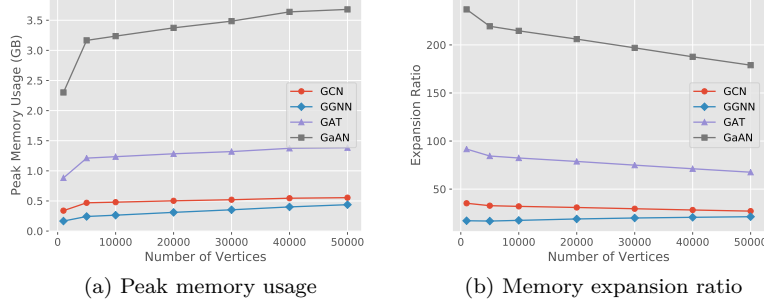 3.5
3.0
2.5
2.0
1.5
1.0
0.5
0.0
Peak Memory Usage (GB)
GCN
GGNN
GAT
GaAN
0 10000 20000 30000 40000 50000
Number of Vertices
(a) Peak memory usage
200
150
100
50
Expansion Ratio
GCN
GGNN
GAT
GaAN
0 10000 20000 30000 40000 50000
Number of Vertices
(b) Memory expansion ratio